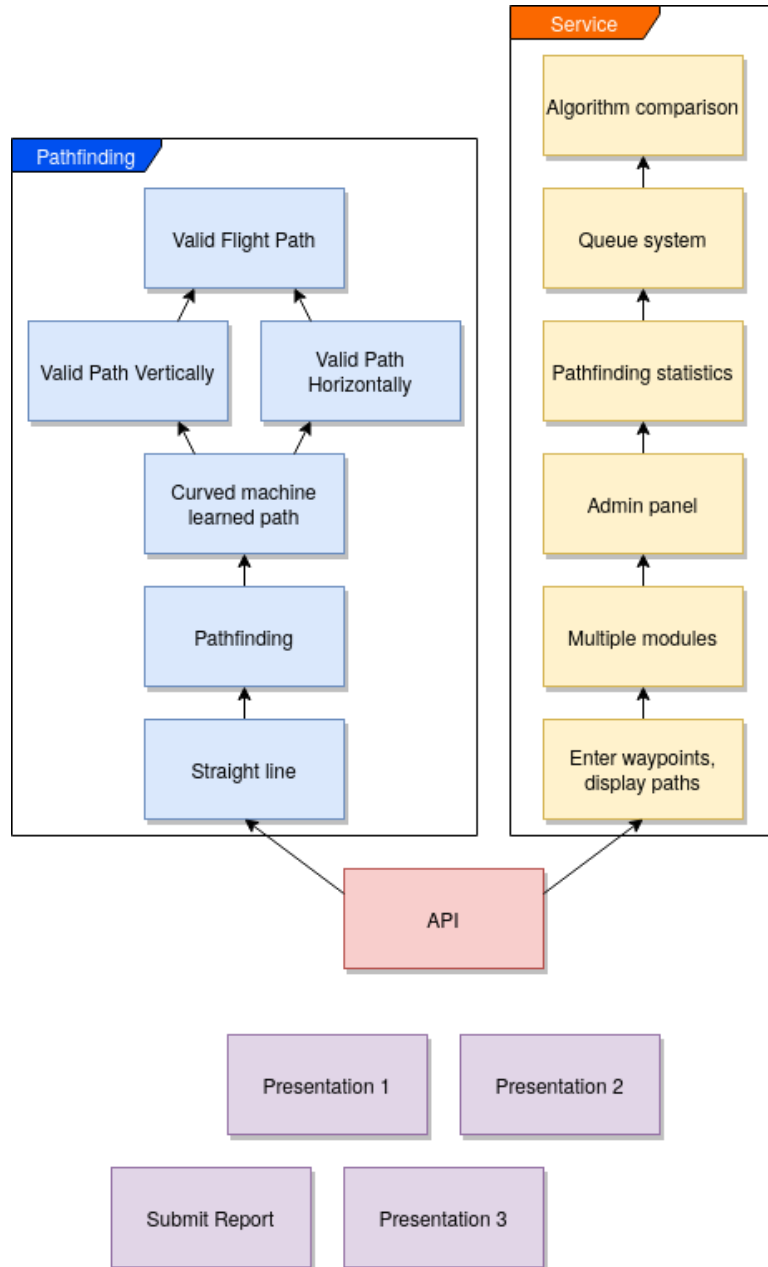 Service
Algorithm comparison
Pathfinding
Valid Flight Path
Queue system
Valid Path Vertically
Valid Path
Horizontally
Pathfinding statistics
Curved machine
learned path
Admin panel
Pathfinding
Multiple modules
Straight line
Enter waypoints,
display paths
API
Presentation 1
Presentation 2
Submit Report
Presentation 3